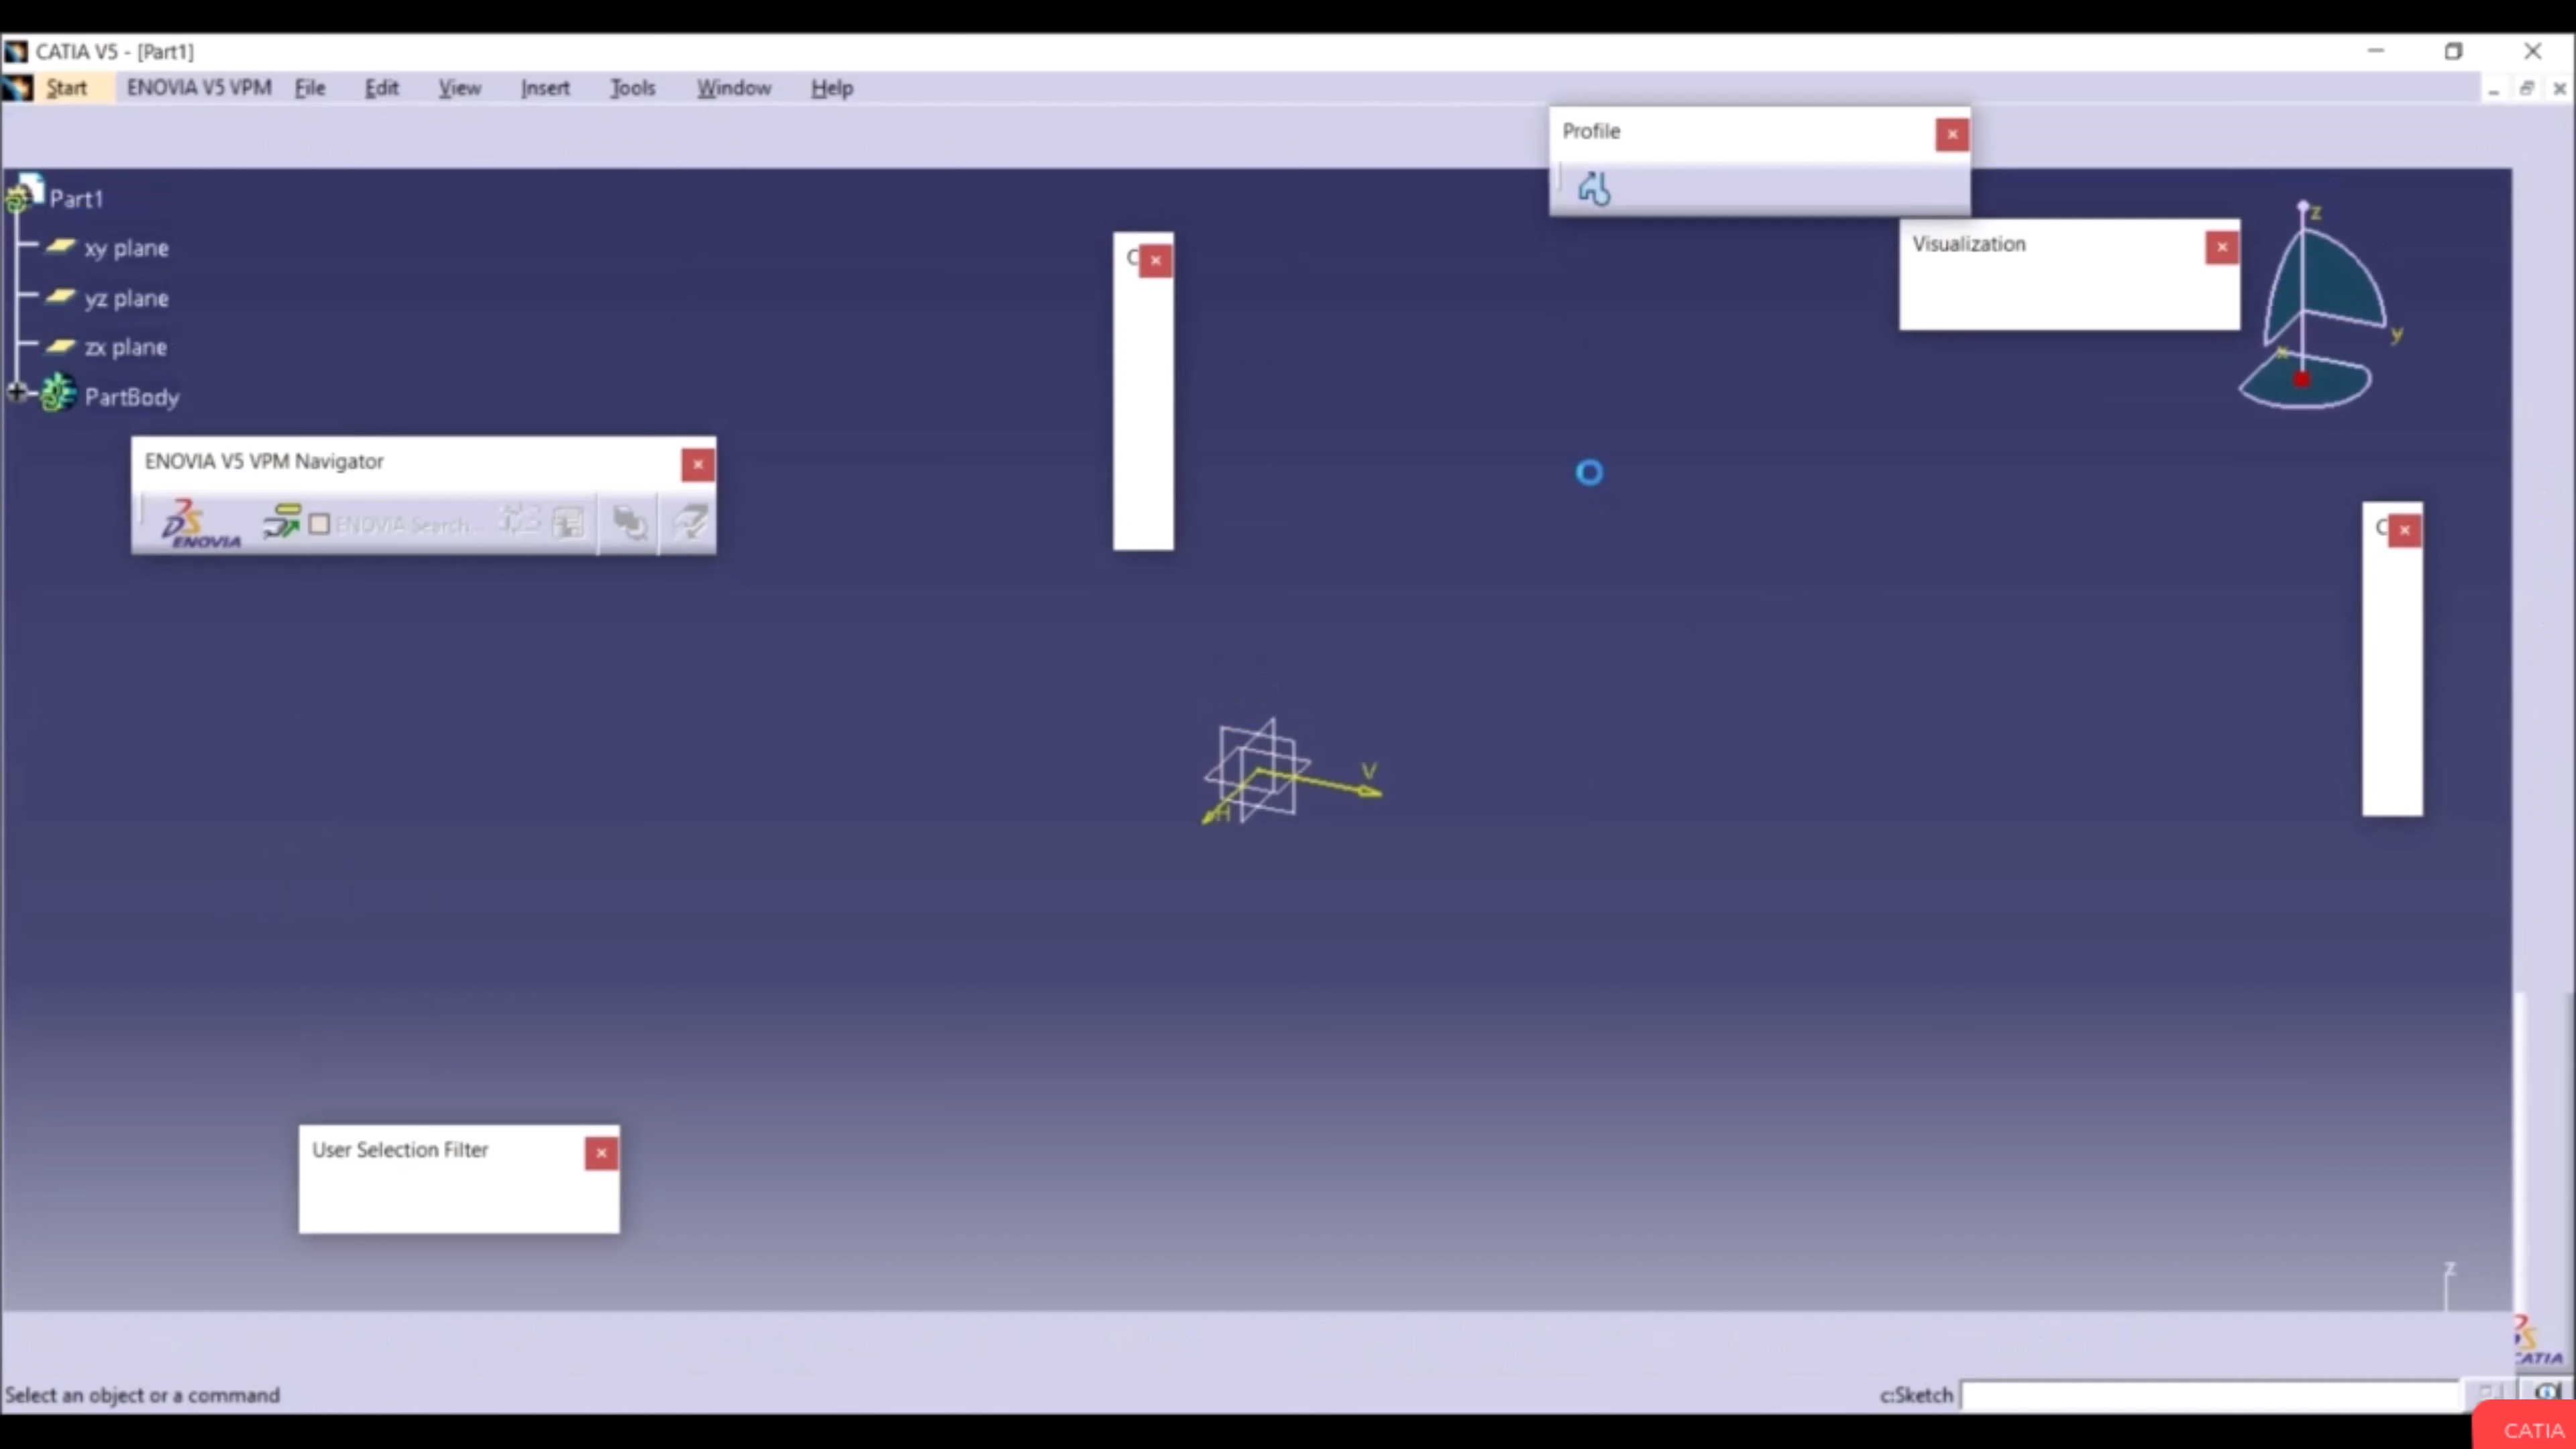 CATIA V5 - [Part1]
Start ENOVIA V5 VPM File Edit View Insert Tools Window Help
Profile
Part1
xy plane
yz plane
zx plane
PartBody
C
Visualization
z
y
x
ENOVIA V5 VPM Navigator
ENOVIA
ENOVIA Search...
C
V
H
User Selection Filter
z
CATIA
Select an object or a command
c:Sketch
CATIA